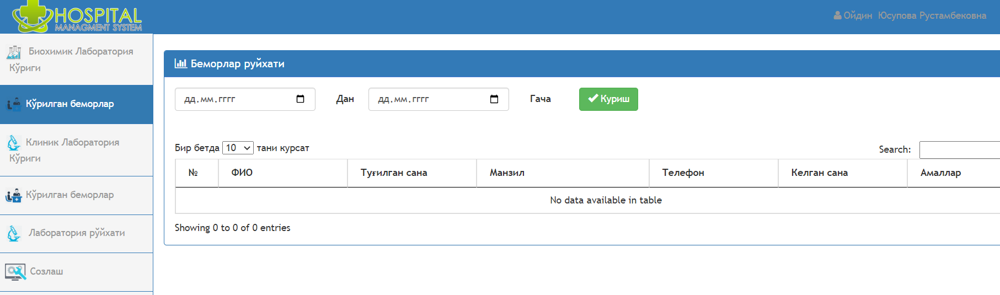 HOSPITAL
MANAGMENT SYSTEM
Ойдин Юсупова Рустамбековна
Биохимик Лаборатория
Кўриги
Кўрилган беморлар
Клиник Лаборатория
Кўриги
Кўрилган беморлар
Лаборатория рўйхати
Созлаш
Беморлар руйхати
дд.мм.гггг Дан дд.мм.гггг Гача Куриш
Бир бетда 10 тани курсат
Search:
№ ФИО Туғилган сана Манзил Телефон Келган сана Амаллар
No data available in table
Showing 0 to 0 of 0 entries